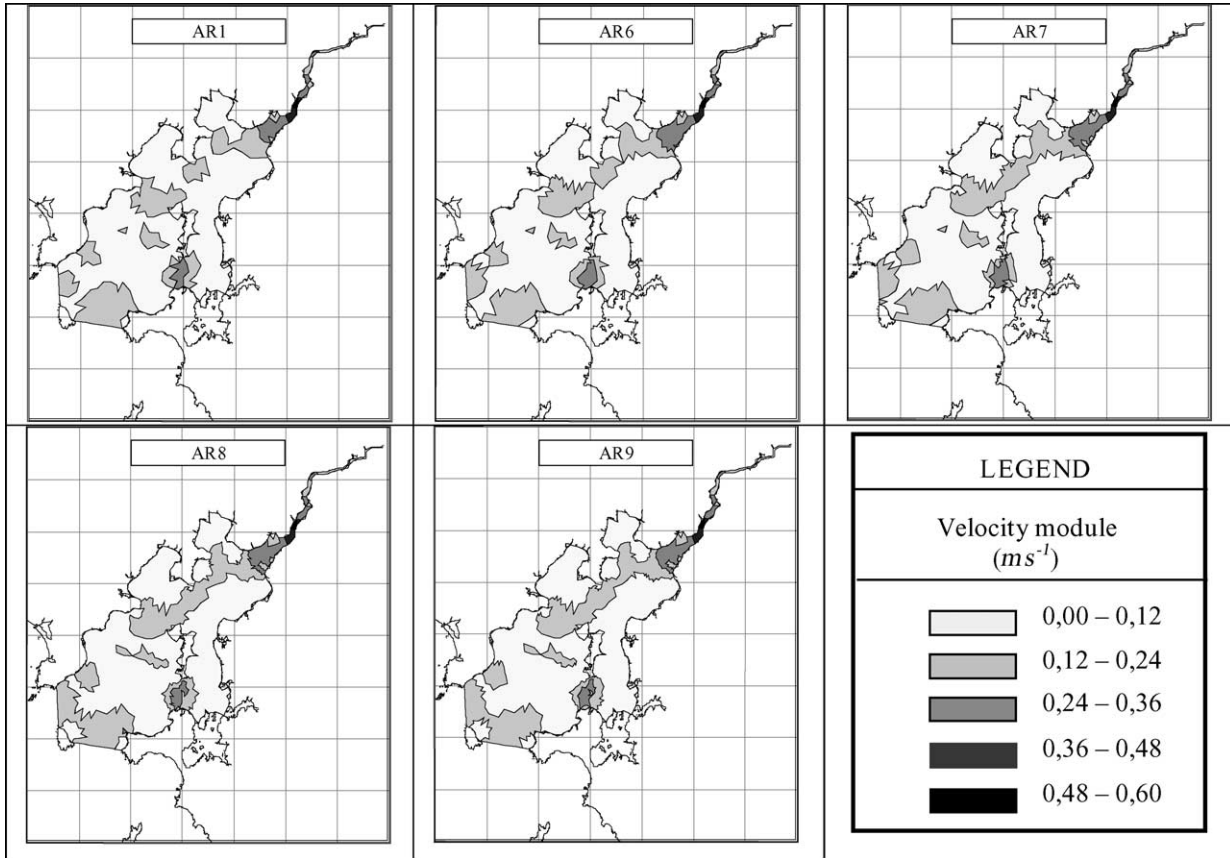 AR1
AR6
AR7
AR8
AR9
LEGEND
Velocity module
(ms⁻¹)
0,00 – 0,12
0,12 – 0,24
0,24 – 0,36
0,36 – 0,48
0,48 – 0,60